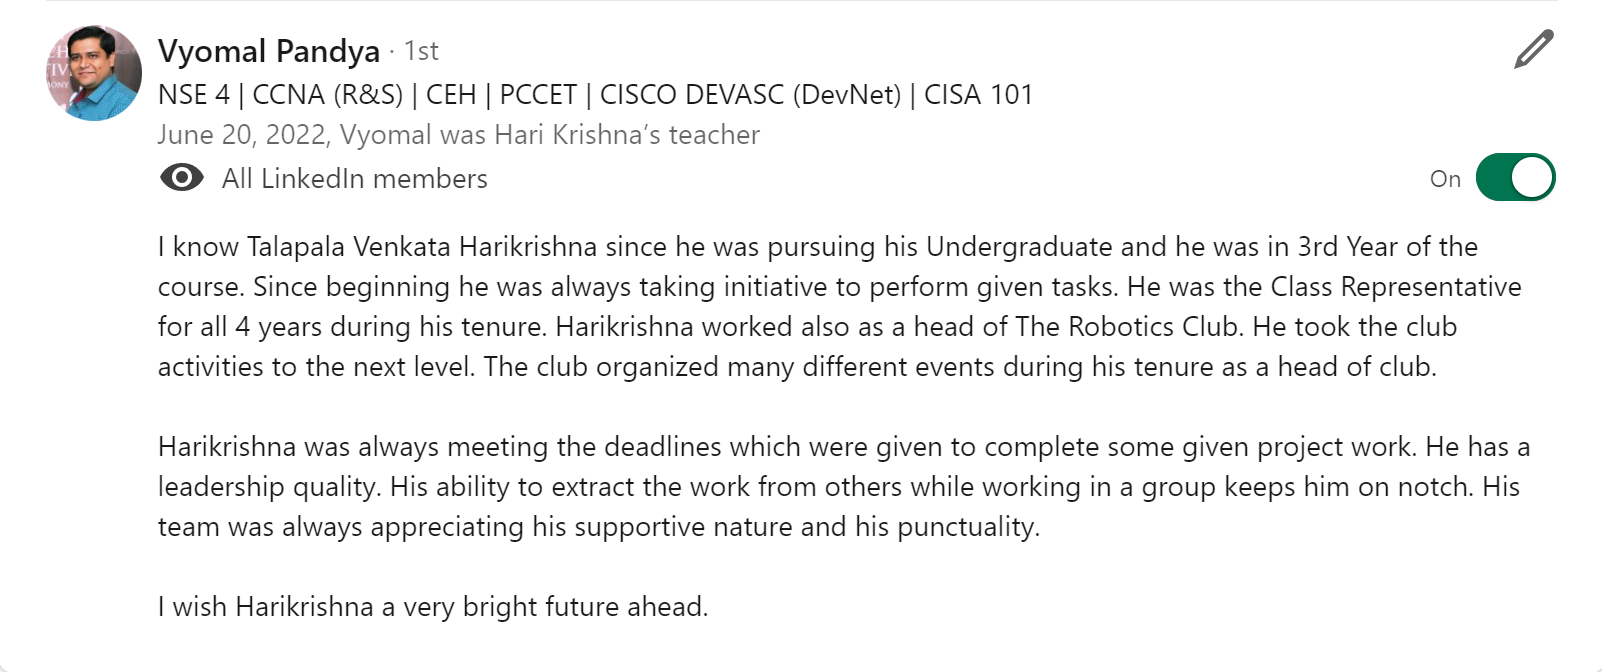 Vyomal Pandya · 1st
NSE 4 | CCNA (R&S) | CEH | PCCET | CISCO DEVASC (DevNet) | CISA 101
June 20, 2022, Vyomal was Hari Krishna’s teacher
All LinkedIn members
On
I know Talapala Venkata Harikrishna since he was pursuing his Undergraduate and he was in 3rd Year of the
course. Since beginning he was always taking initiative to perform given tasks. He was the Class Representative
for all 4 years during his tenure. Harikrishna worked also as a head of The Robotics Club. He took the club
activities to the next level. The club organized many different events during his tenure as a head of club.
Harikrishna was always meeting the deadlines which were given to complete some given project work. He has a
leadership quality. His ability to extract the work from others while working in a group keeps him on notch. His
team was always appreciating his supportive nature and his punctuality.
I wish Harikrishna a very bright future ahead.